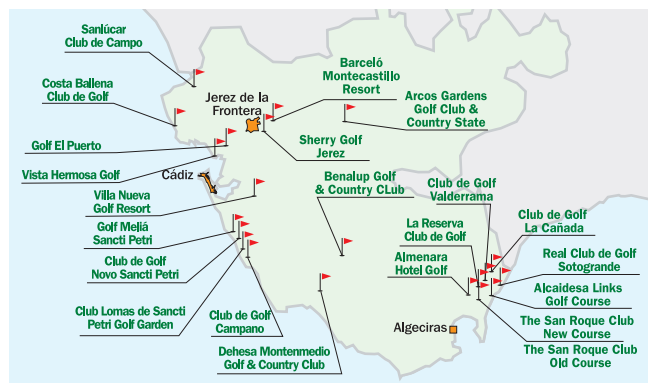 Sanlúcar
Club de Campo
Costa Ballena
Club de Golf
Golf El Puerto
Vista Hermosa Golf
Cádiz
Villa Nueva
Golf Resort
Golf Meljá
Sancti Petri
Club de Golf
Novo Sancti Petri
Club Lomas de Sancti
Petri Golf Garden
Club de Golf
Campano
Dehesa Montenmedio
Golf & Country Club
Jerez de la
Frontera
Barceló
Montecastillo
Resort
Arcos Gardens
Golf Club &
Country State
Sherry Golf
Jerez
Benalup Golf
& Country CLub
Club de Golf
Valderrama
La Reserva
Club de Golf
Almenara
Hotel Golf
Club de Golf
La Cañada
Real Club de Golf
Sotogrande
Alcaidesa Links
Golf Course
The San Roque Club
New Course
The San Roque Club
Old Course
Algeciras